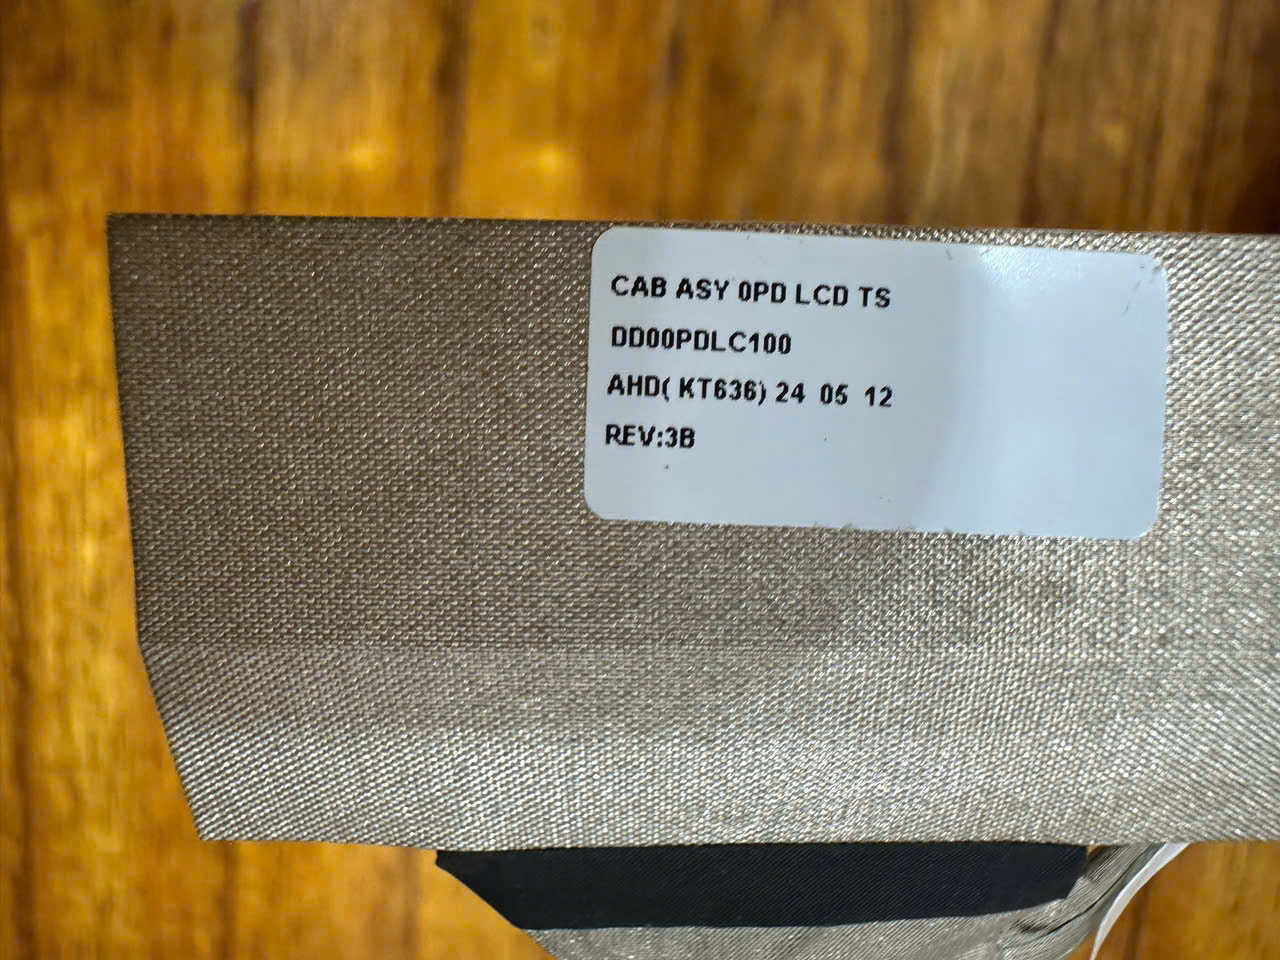 CAB ASY 0PD LCD TS
DD00PDLC100
AHD( KT636) 24 05 12
REV:3B